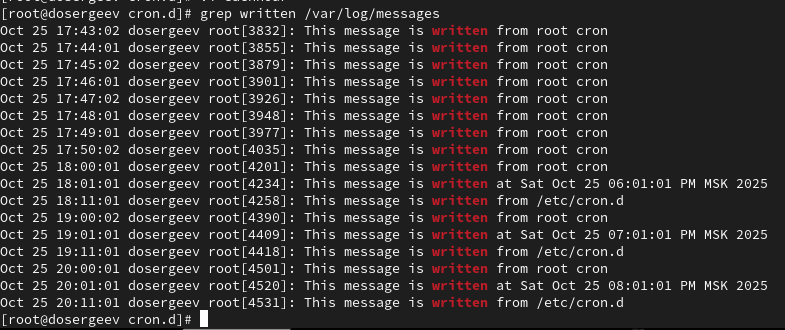 [root@dosergeev cron.d]# grep written /var/log/messages
Oct 25 17:43:02 dosergeev root[3832]: This message is written from root cron
Oct 25 17:44:01 dosergeev root[3855]: This message is written from root cron
Oct 25 17:45:02 dosergeev root[3879]: This message is written from root cron
Oct 25 17:46:01 dosergeev root[3901]: This message is written from root cron
Oct 25 17:47:02 dosergeev root[3926]: This message is written from root cron
Oct 25 17:48:01 dosergeev root[3948]: This message is written from root cron
Oct 25 17:49:01 dosergeev root[3977]: This message is written from root cron
Oct 25 17:50:02 dosergeev root[4035]: This message is written from root cron
Oct 25 18:00:01 dosergeev root[4201]: This message is written from root cron
Oct 25 18:01:01 dosergeev root[4234]: This message is written at Sat Oct 25 06:01:01 PM MSK 2025
Oct 25 18:11:01 dosergeev root[4258]: This message is written from /etc/cron.d
Oct 25 19:00:02 dosergeev root[4390]: This message is written from root cron
Oct 25 19:01:01 dosergeev root[4409]: This message is written at Sat Oct 25 07:01:01 PM MSK 2025
Oct 25 19:11:01 dosergeev root[4418]: This message is written from /etc/cron.d
Oct 25 20:00:01 dosergeev root[4501]: This message is written from root cron
Oct 25 20:01:01 dosergeev root[4520]: This message is written at Sat Oct 25 08:01:01 PM MSK 2025
Oct 25 20:11:01 dosergeev root[4531]: This message is written from /etc/cron.d
[root@dosergeev cron.d]#